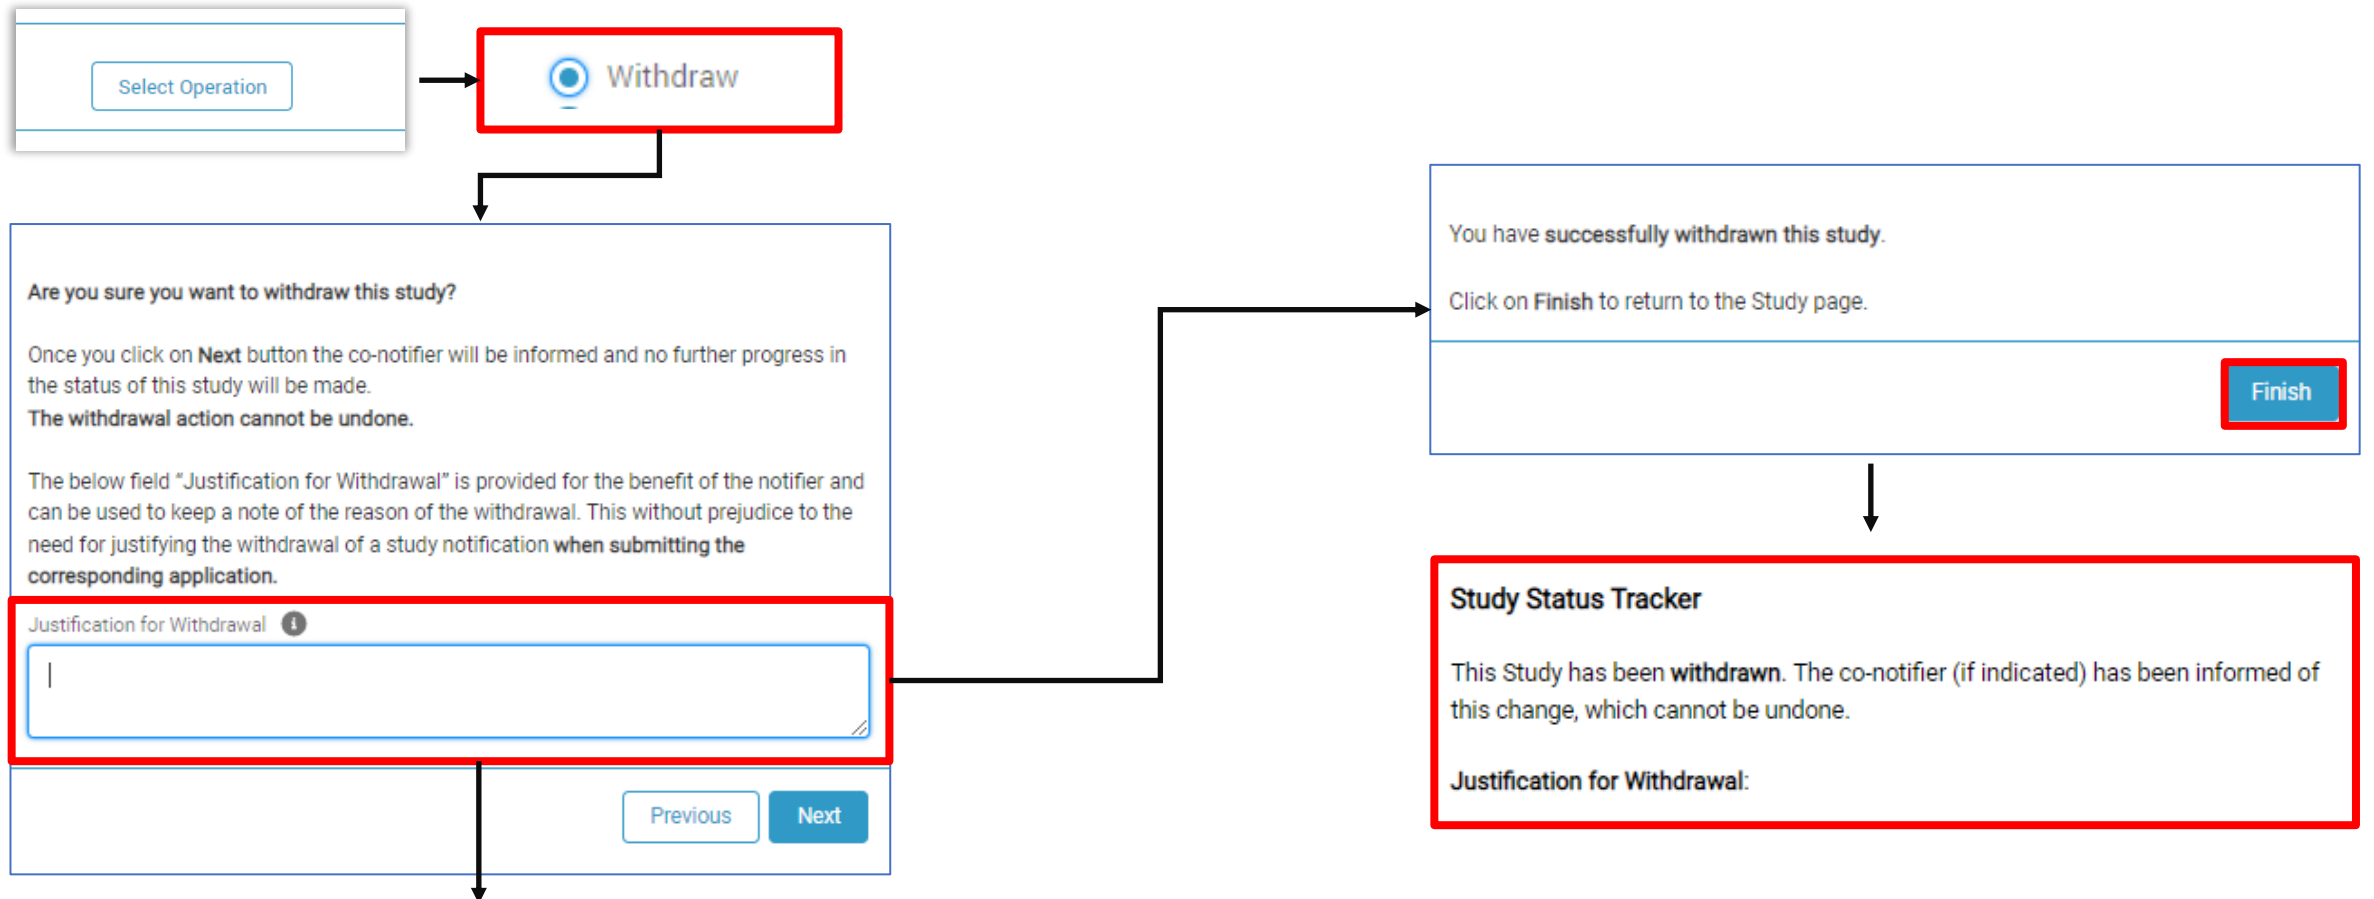 Select Operation
Withdraw
Are you sure you want to withdraw this study?
Once you click on Next button the co-notifier will be informed and no further progress in
the status of this study will be made.
The withdrawal action cannot be undone.
The below field “Justification for Withdrawal” is provided for the benefit of the notifier and
can be used to keep a note of the reason of the withdrawal. This without prejudice to the
need for justifying the withdrawal of a study notification when submitting the
corresponding application.
Justification for Withdrawal
Previous
Next
You have successfully withdrawn this study.
Click on Finish to return to the Study page.
Finish
Study Status Tracker
This Study has been withdrawn. The co-notifier (if indicated) has been informed of
this change, which cannot be undone.
Justification for Withdrawal: